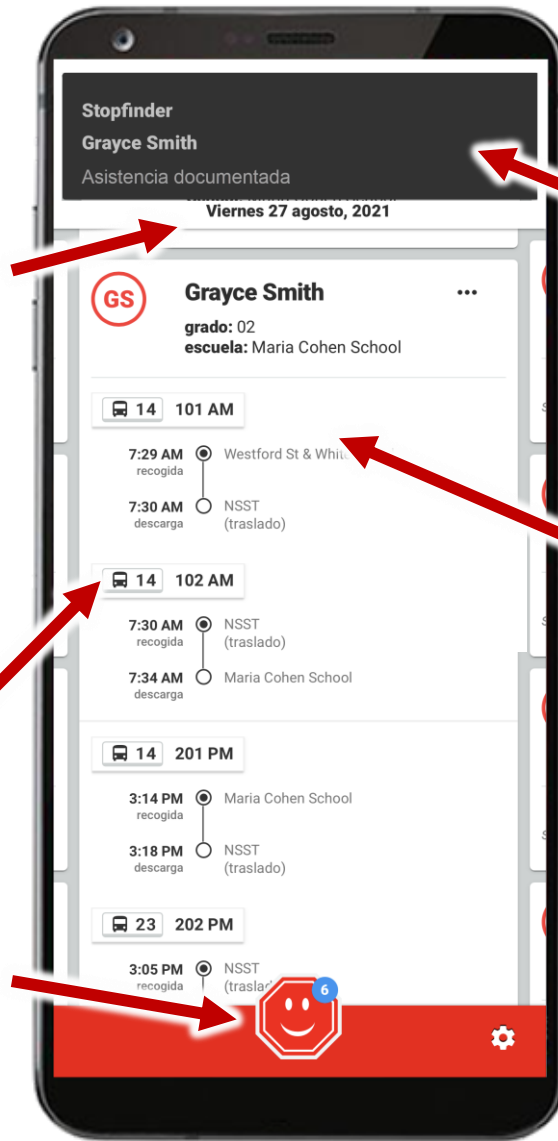 Stopfinder
Grayce Smith
Asistencia documentada
Viernes 27 agosto, 2021
GS
Grayce Smith
grado: 02
escuela: Maria Cohen School
14 101 AM
7:29 AM Westford St &
recogida
7:30 AM NSST
descarga (traslado)
14 102 AM
7:30 AM NSST
recogida (traslado)
7:34 AM Maria Cohen School
descarga
14 201 PM
3:14 PM Maria Cohen School
recogida
3:18 PM NSST
descarga (traslado)
23 202 PM
3:05 PM NSST
recogida
6